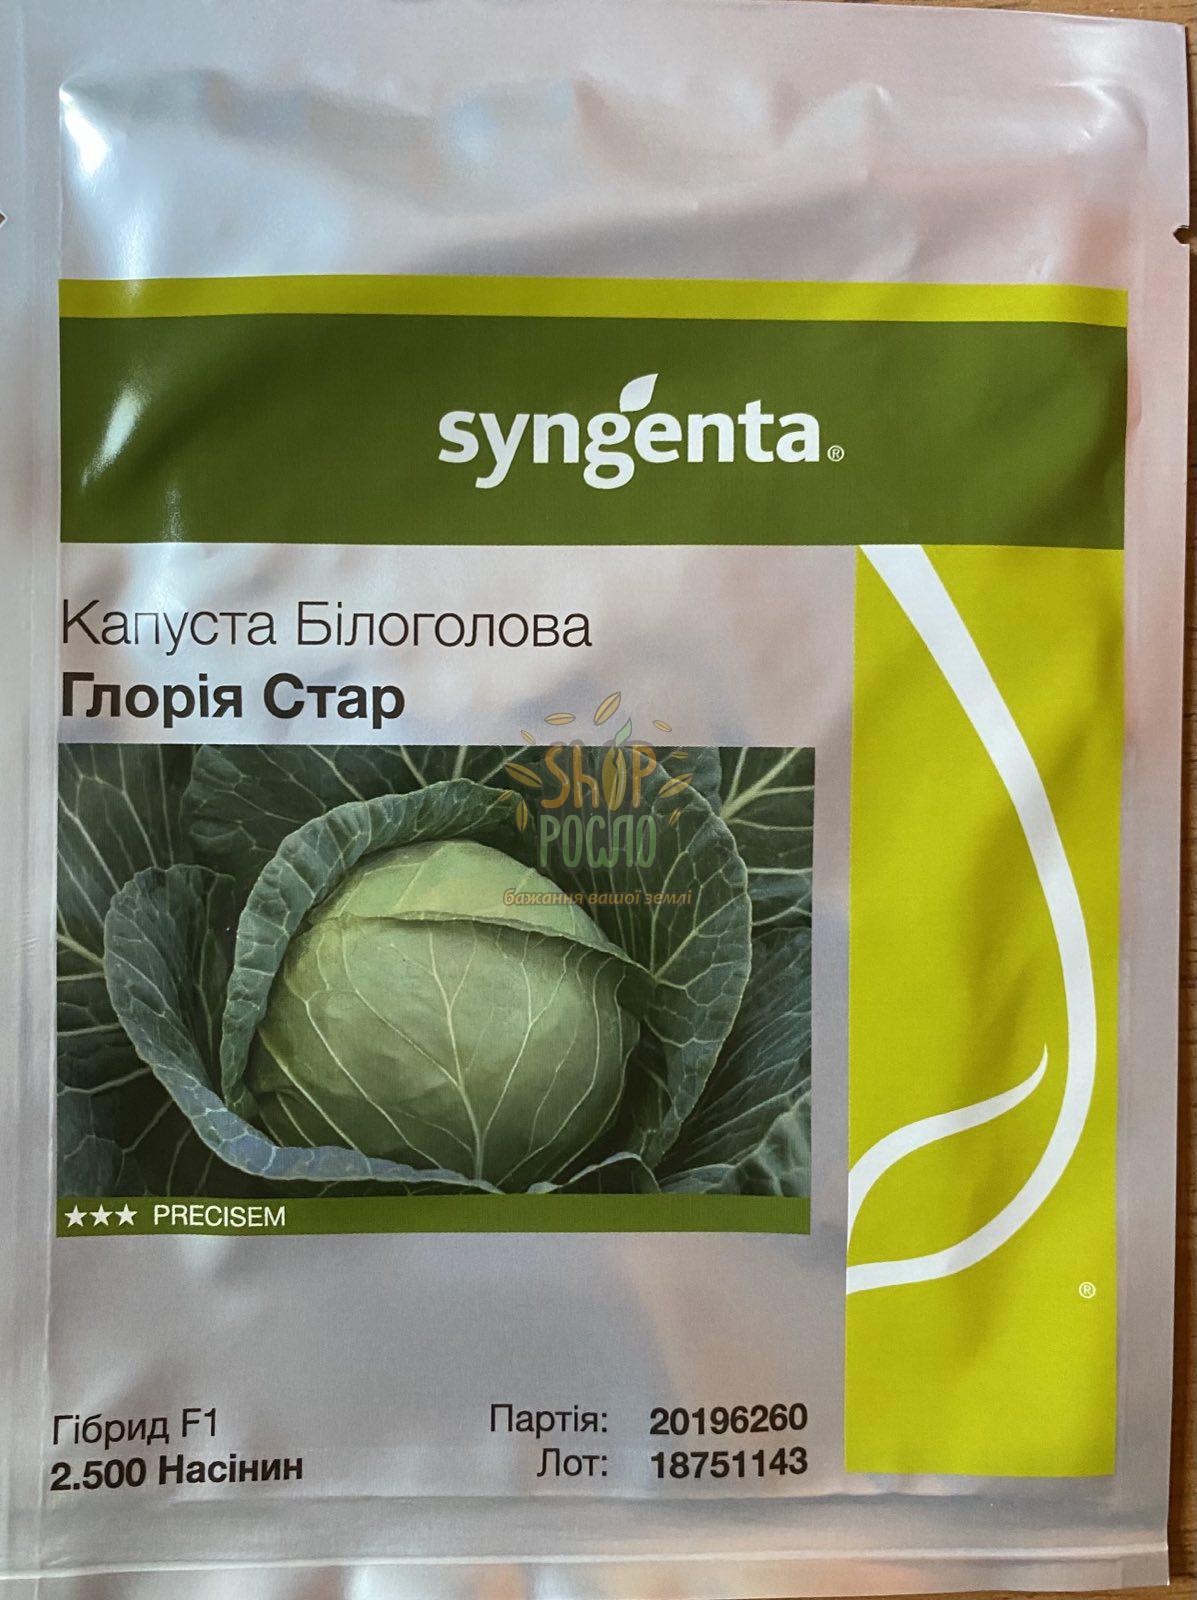 syngenta®
Капуста Білоголова
Глорія Стар
SHOP
РОСЛО
бажання вашої землі
★★★ PRECISEM
®
Гібрид F1
2.500 Насінин
Партія: 20196260
Лот: 18751143